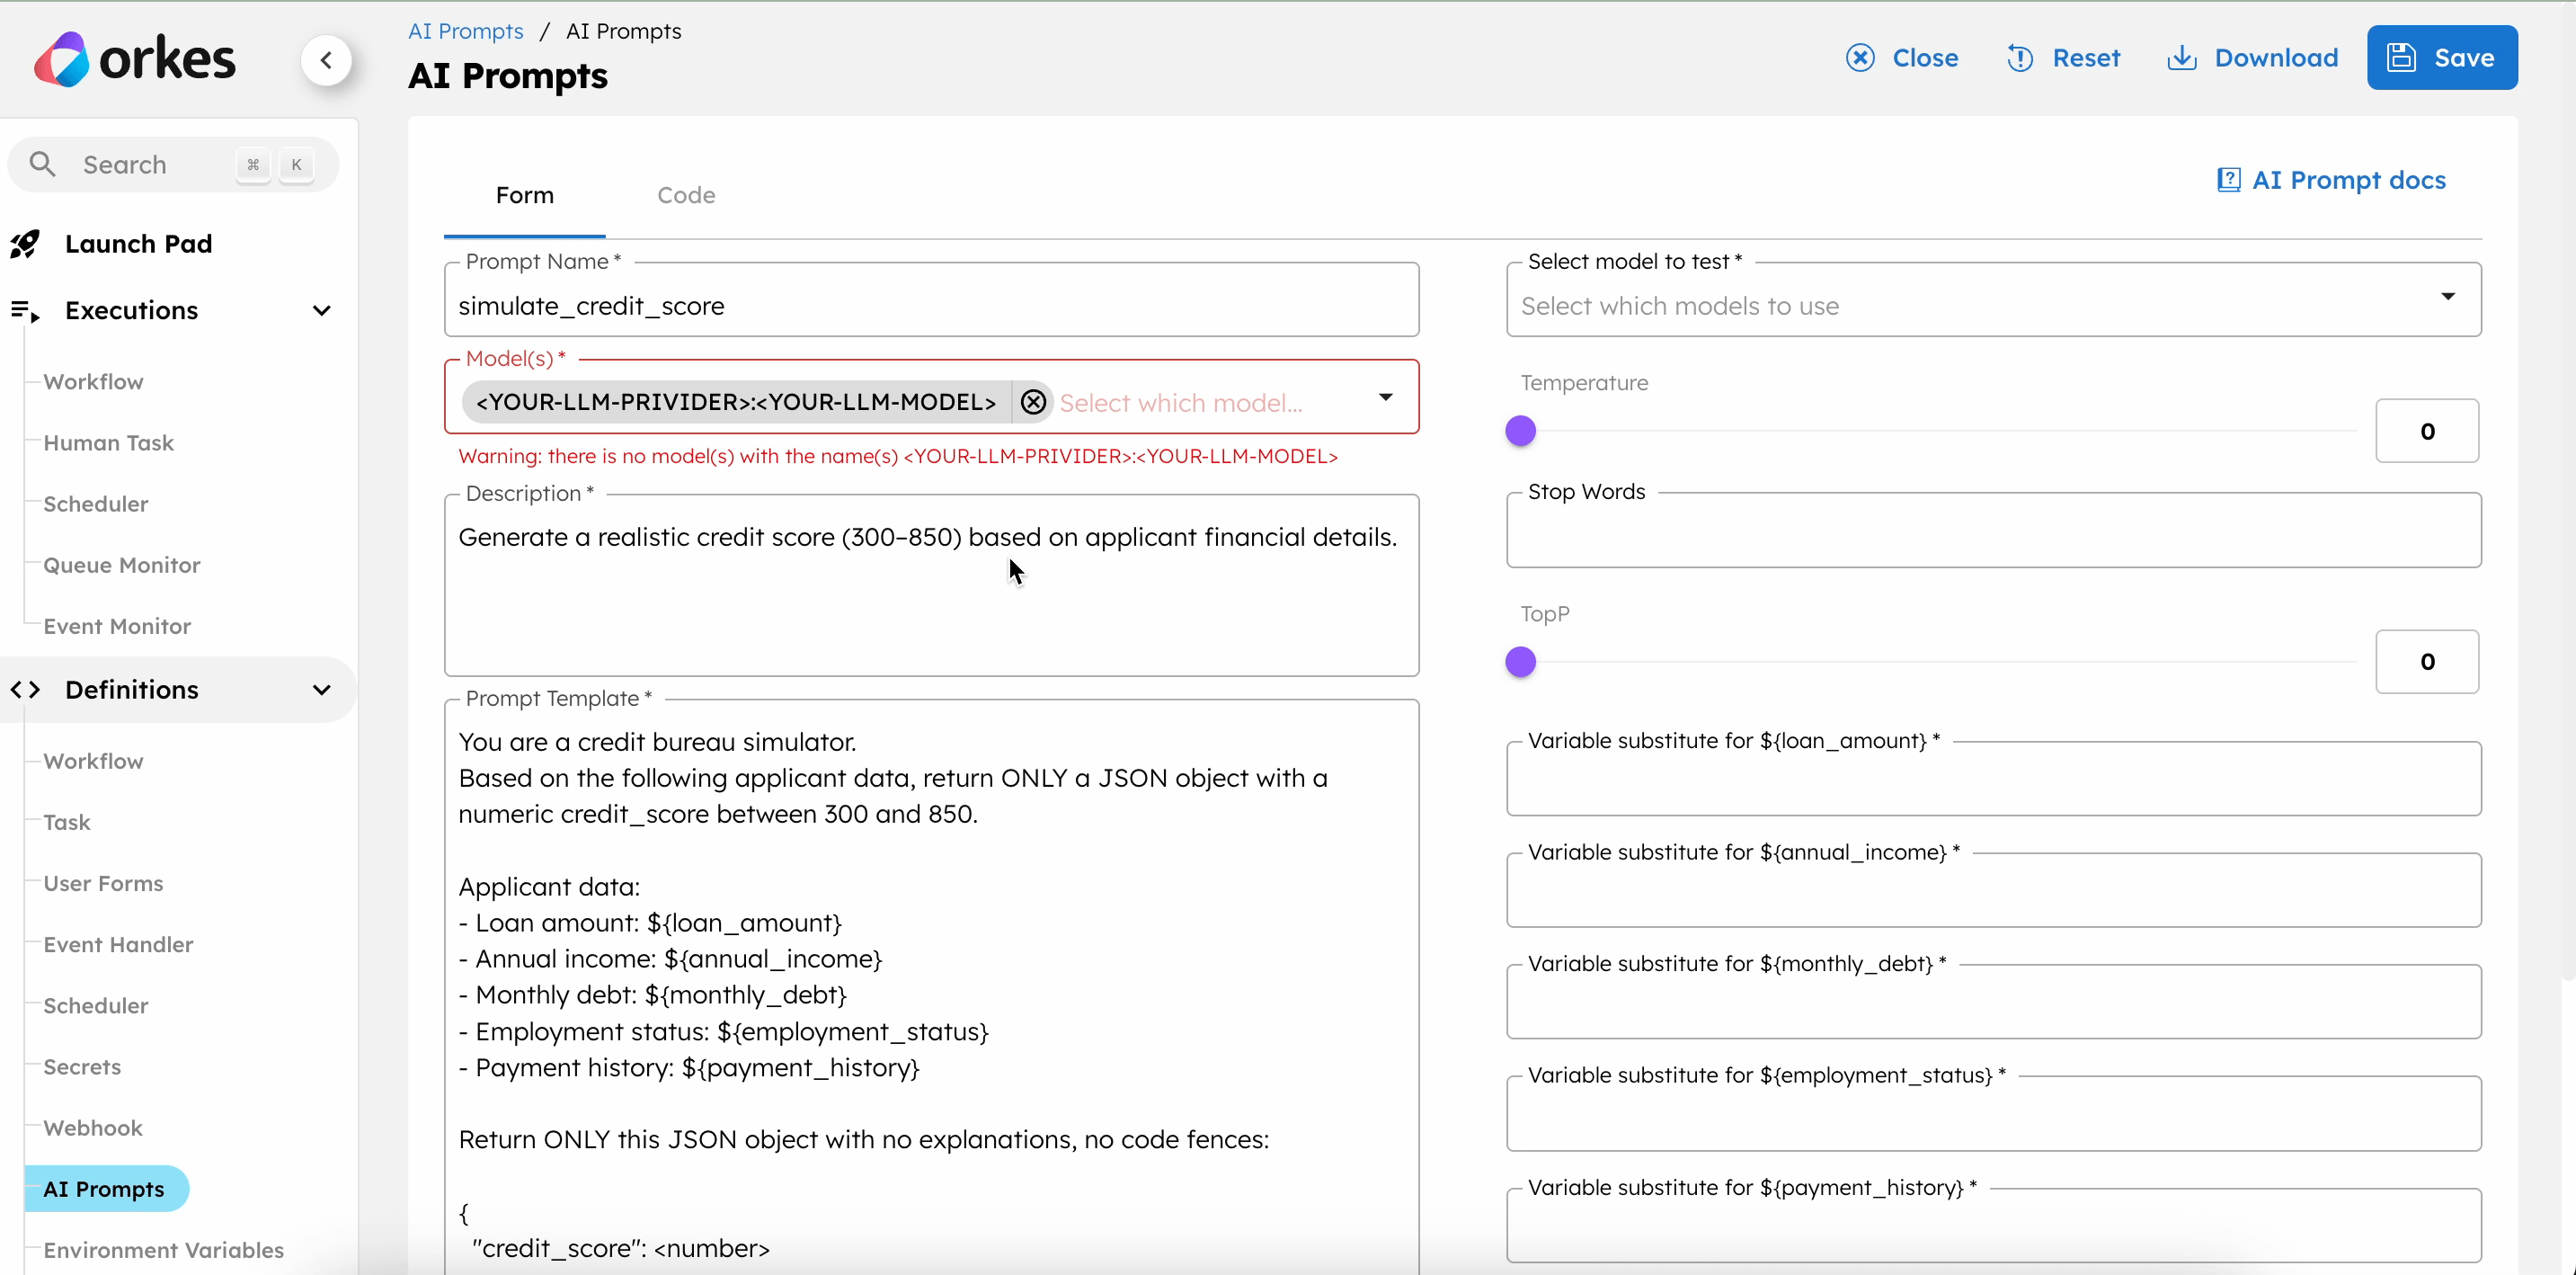 orkes
AI Prompts / AI Prompts
AI Prompts
Close
Reset
Download
Save
Search
⌘
K
Launch Pad
Executions
Workflow
Human Task
Scheduler
Queue Monitor
Event Monitor
Definitions
Workflow
Task
User Forms
Event Handler
Scheduler
Secrets
Webhook
AI Prompts
Environment Variables
Form
Code
AI Prompt docs
Prompt Name *
simulate_credit_score
Model(s) *
<YOUR-LLM-PRIVIDER>:<YOUR-LLM-MODEL>
Select which model...
Warning: there is no model(s) with the name(s) <YOUR-LLM-PRIVIDER>:<YOUR-LLM-MODEL>
Description *
Generate a realistic credit score (300–850) based on applicant financial details.
Prompt Template *
You are a credit bureau simulator.
Based on the following applicant data, return ONLY a JSON object with a
numeric credit_score between 300 and 850.
Applicant data:
- Loan amount: ${loan_amount}
- Annual income: ${annual_income}
- Monthly debt: ${monthly_debt}
- Employment status: ${employment_status}
- Payment history: ${payment_history}
Return ONLY this JSON object with no explanations, no code fences:
{
"credit_score": <number>
Select model to test *
Select which models to use
Temperature
0
Stop Words
TopP
0
Variable substitute for ${loan_amount} *
Variable substitute for ${annual_income} *
Variable substitute for ${monthly_debt} *
Variable substitute for ${employment_status} *
Variable substitute for ${payment_history} *